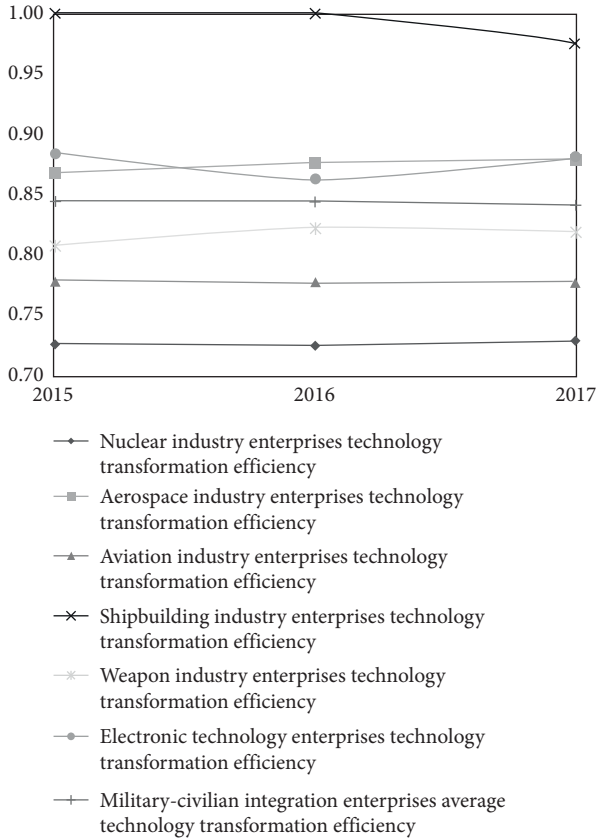 1.00
0.95
0.90
0.85
0.80
0.75
0.70
2015 2016 2017
Nuclear industry enterprises technology
transformation efficiency
Aerospace industry enterprises technology
transformation efficiency
Aviation industry enterprises technology
transformation efficiency
Shipbuilding industry enterprises technology
transformation efficiency
Weapon industry enterprises technology
transformation efficiency
Electronic technology enterprises technology
transformation efficiency
Military-civilian integration enterprises average
technology transformation efficiency